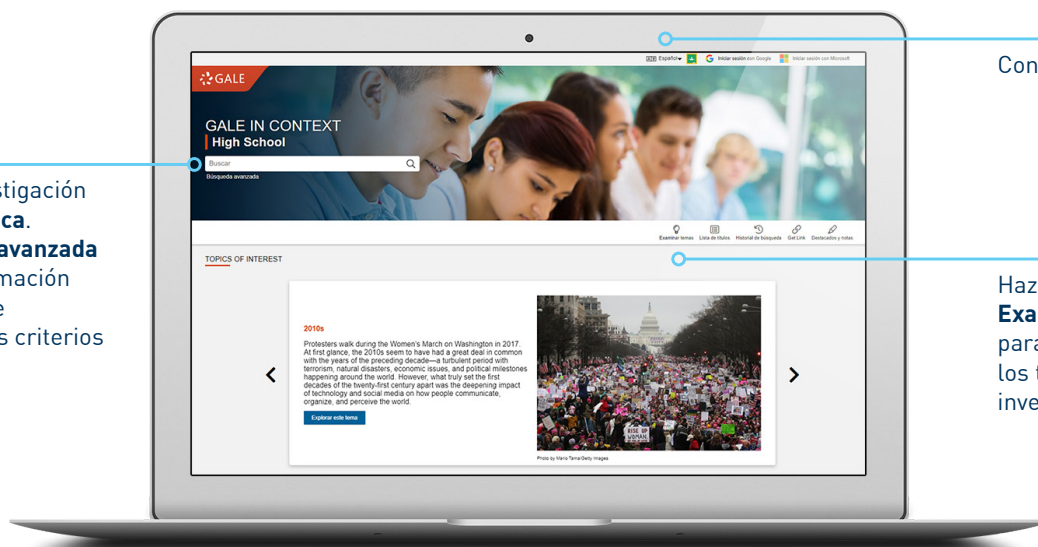 Español
Iniciar sesión con Google
Iniciar sesión con Microsoft
GALE
GALE IN CONTEXT
High School
Buscar
Búsqueda avanzada
Examinar temas
Lista de títulos
Historial de búsqueda
Get Link
Destacados y notas
TOPICS OF INTEREST
2010s
Protesters walk during the Women's March on Washington in 2017.
At first glance, the 2010s seem to have had a great deal in common
with the years of the preceding decade—a turbulent period with
terrorism, natural disasters, economic issues, and political milestones
happening around the world. However, what truly set the first
decades of the twenty-first century apart was the deepening impact
of technology and social media on how people communicate,
organize, and perceive the world.
Explorar este tema
RISE UP
WOMAN
Photo by Mario Tama/Getty Images
stigación
ca.
avanzada
mación
e
s criterios
Con
Haz
Exa
para
los t
inve